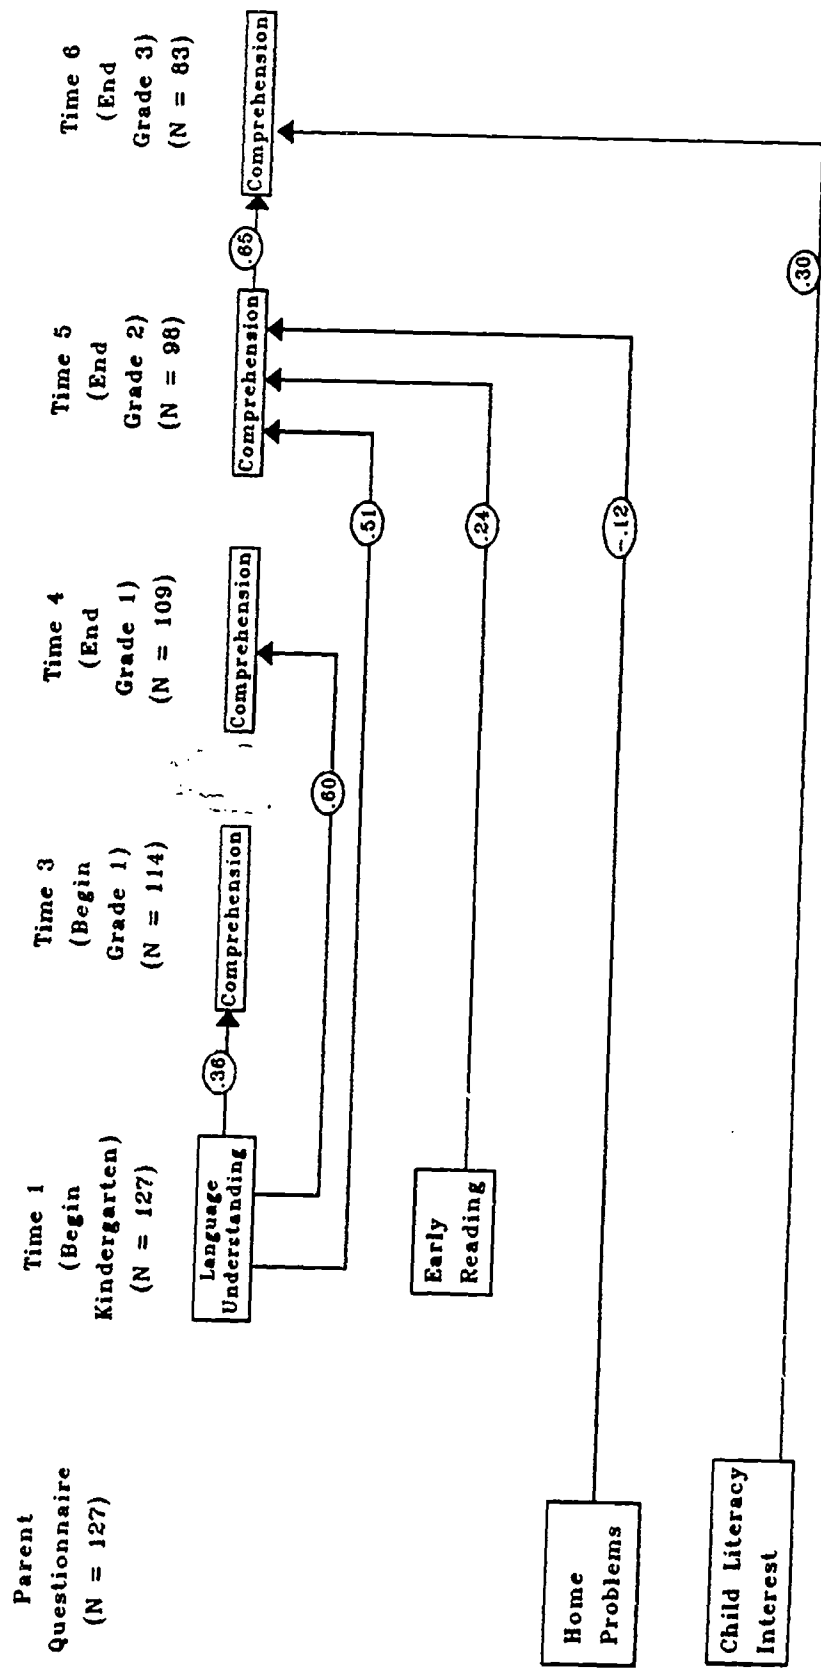 Parent
Questionnaire
(N = 127)
Time 1
(Begin
Kindergarten)
(N = 127)
Time 3
(Begin
Grade 1)
(N = 114)
Time 4
(End
Grade 1)
(N = 109)
Time 5
(End
Grade 2)
(N = 98)
Time 6
(End
Grade 3)
(N = 83)
Language
Understanding
.36
Comprehension
Comprehension
Comprehension
.65
Comprehension
.60
.51
Early
Reading
.24
Home
Problems
-.12
Child Literacy
Interest
.30